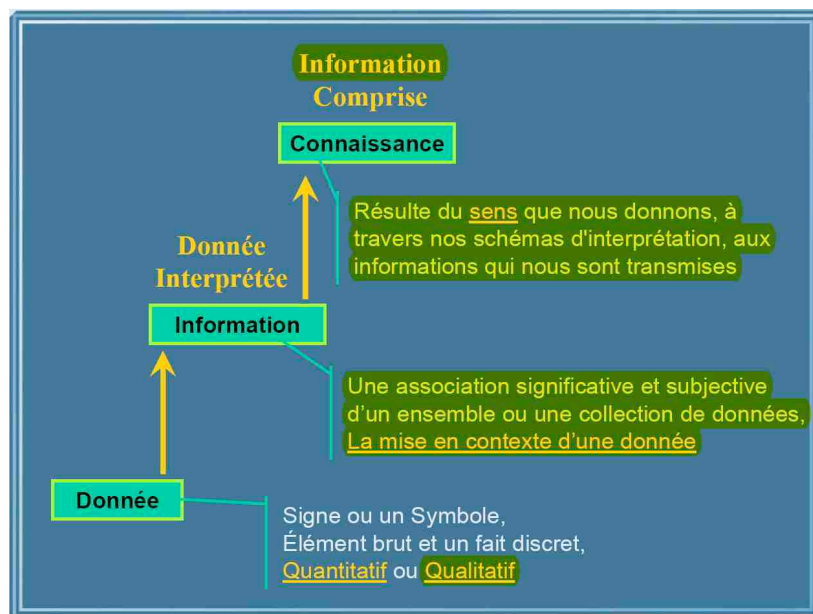 Information
Comprise
Connaissance
Résulte du sens que nous donnons, à
travers nos schémas d'interprétation, aux
informations qui nous sont transmises
Donnée
Interprétée
Information
Une association significative et subjective
d’un ensemble ou une collection de données,
La mise en contexte d’une donnée
Donnée
Signe ou un Symbole,
Élément brut et un fait discret,
Quantitatif ou Qualitatif